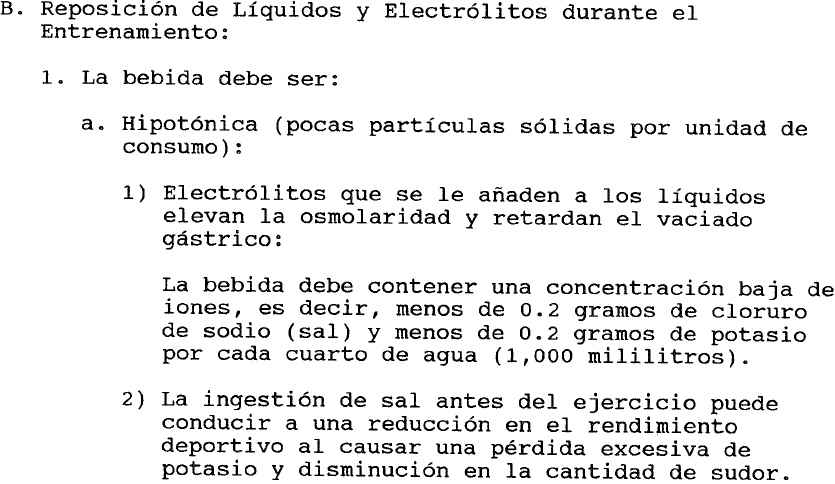 B. Reposición de Líquidos y Electrólitos durante el
Entrenamiento:
1. La bebida debe ser:
a. Hipotónica (pocas partículas sólidas por unidad de
consumo):
1) Electrólitos que se le añaden a los líquidos
elevan la osmolaridad y retardan el vaciado
gástrico:
La bebida debe contener una concentración baja de
iones, es decir, menos de 0.2 gramos de cloruro
de sodio (sal) y menos de 0.2 gramos de potasio
por cada cuarto de agua (1,000 mililitros).
2) La ingestión de sal antes del ejercicio puede
conducir a una reducción en el rendimiento
deportivo al causar una pérdida excesiva de
potasio y disminución en la cantidad de sudor.